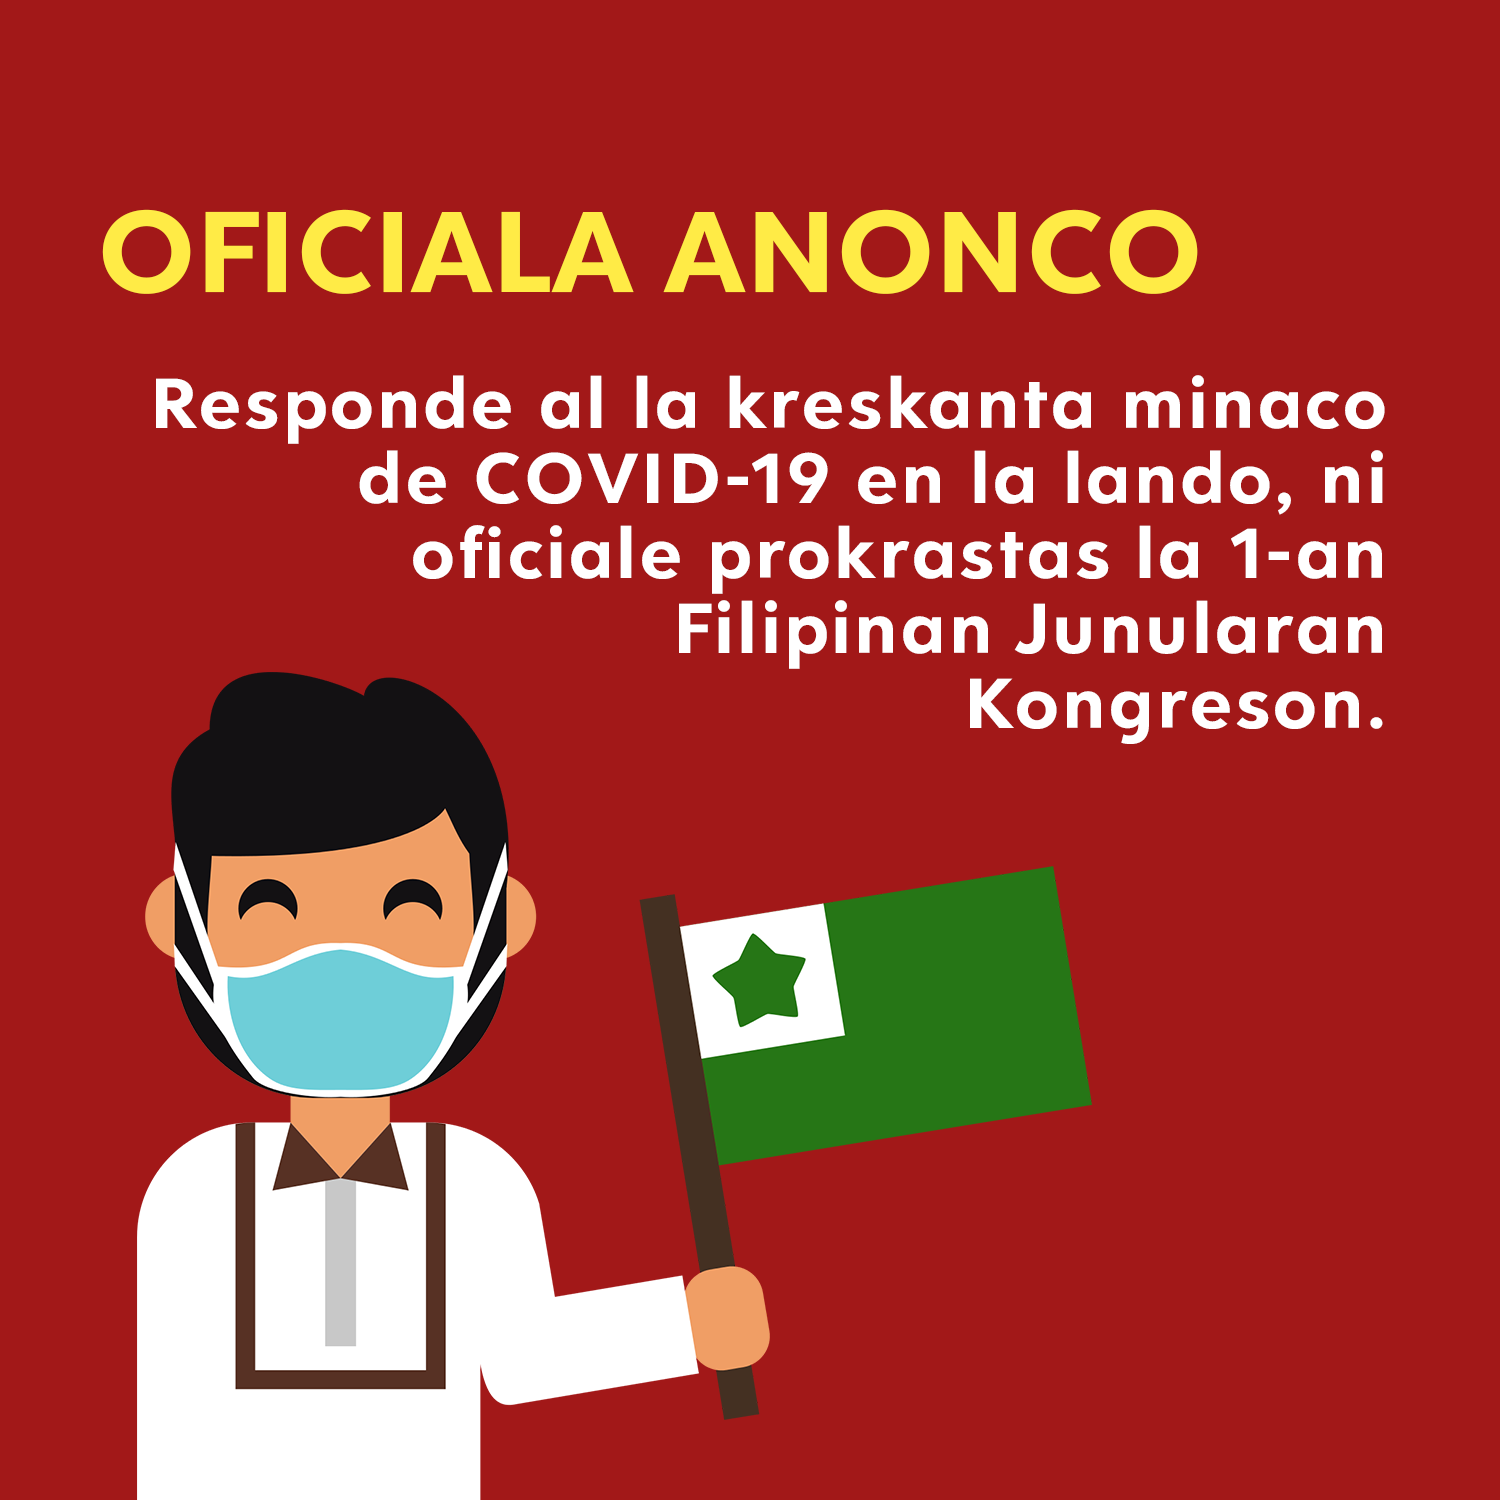 OFICIALA ANONCO
Responde al la kreskanta minaco
de COVID-19 en la lando, ni
oficiale prokrastas la 1-an
Filipinan Junularan
Kongreson.